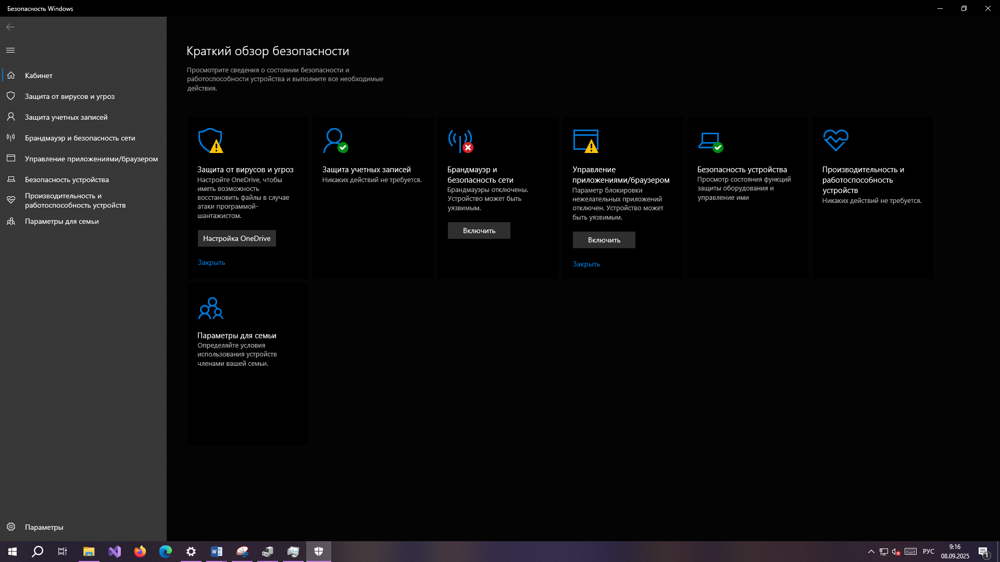 Безопасность Windows
Кабинет
Защита от вирусов и угроз
Защита учетных записей
Брандмауэр и безопасность сети
Управление приложениями/браузером
Безопасность устройства
Производительность и
работоспособность устройств
Параметры для семьи
Параметры
Краткий обзор безопасности
Просмотрите сведения о состоянии безопасности и
работоспособности устройства и выполните все необходимые
действия.
Защита от вирусов и угроз
Настройте OneDrive, чтобы
иметь возможность
восстановить файлы в случае
атаки программой-
шантажистом.
Настройка OneDrive
Закрыть
Защита учетных записей
Никаких действий не требуется.
Брандмауэр и
безопасность сети
Брандмауэры отключены.
Устройство может быть
уязвимым.
Включить
Управление
приложениями/браузером
Параметр блокировки
нежелательных приложений
отключен. Устройство может
быть уязвимым.
Включить
Закрыть
Безопасность устройства
Просмотр состояния функций
защиты оборудования и
управление ими
Производительность и
работоспособность
устройств
Никаких действий не требуется.
Параметры для семьи
Определяйте условия
использования устройств
членами вашей семьи.
РУС
9:16
08.09.2025
1